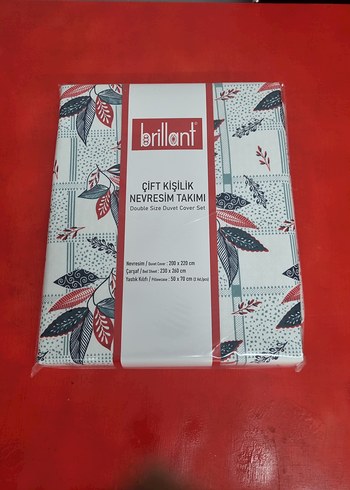 brillant
ÇİFT KİŞİLİK
NEVRESİM TAKIMI
Double Size Duvet Cover Set
Nevresim / Duvet Cover : 200 x 220 cm
Çarşaf / Bed Sheet : 230 x 260 cm
Yastık Kılıfı / Pillowcase : 50 x 70 cm (2 Ad./pcs)